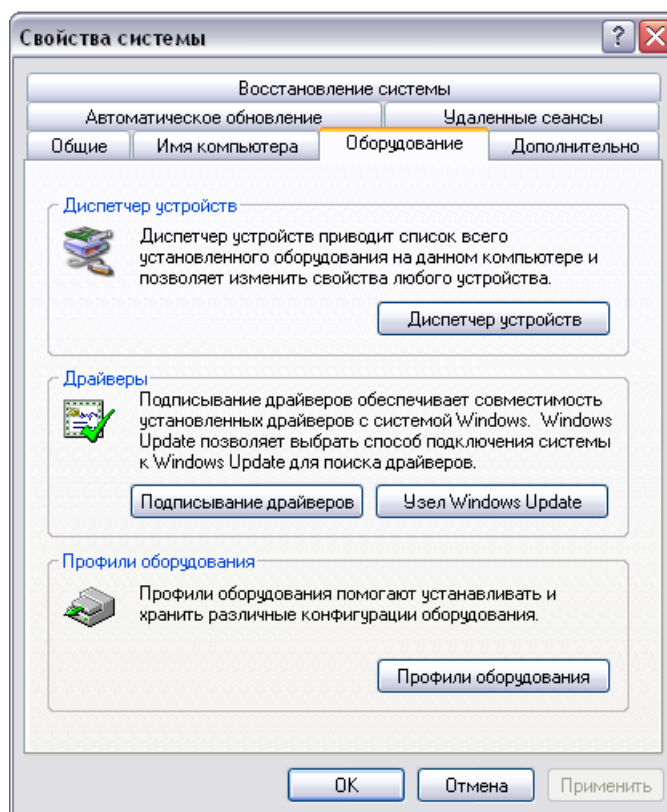 Свойства системы
Восстановление системы
Автоматическое обновление Удаленные сеансы
Общие Имя компьютера Оборудование Дополнительно
Диспетчер устройств
Диспетчер устройств приводит список всего
установленного оборудования на данном компьютере и
позволяет изменить свойства любого устройства.
Диспетчер устройств
Драйверы
Подписывание драйверов обеспечивает совместимость
установленных драйверов с системой Windows. Windows
Update позволяет выбрать способ подключения системы
к Windows Update для поиска драйверов.
Подписывание драйверов Узел Windows Update
Профили оборудования
Профили оборудования помогают устанавливать и
хранить различные конфигурации оборудования.
Профили оборудования
OK Отмена Применить